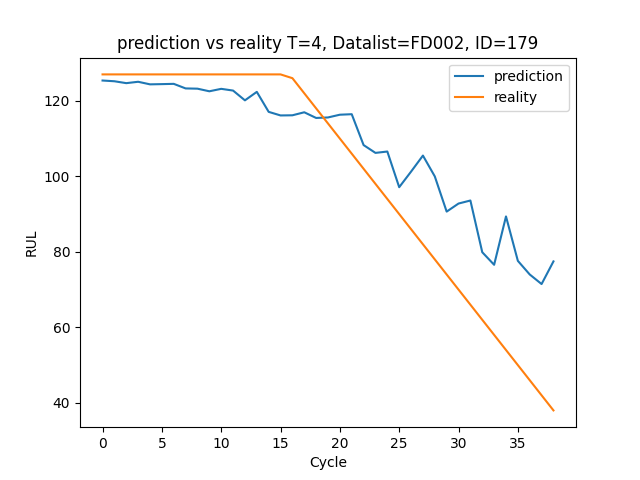 prediction vs reality T=4, Datalist=FD002, ID=179
prediction
reality
120
100
80
60
40
RUL
0 5 10 15 20 25 30 35
Cycle